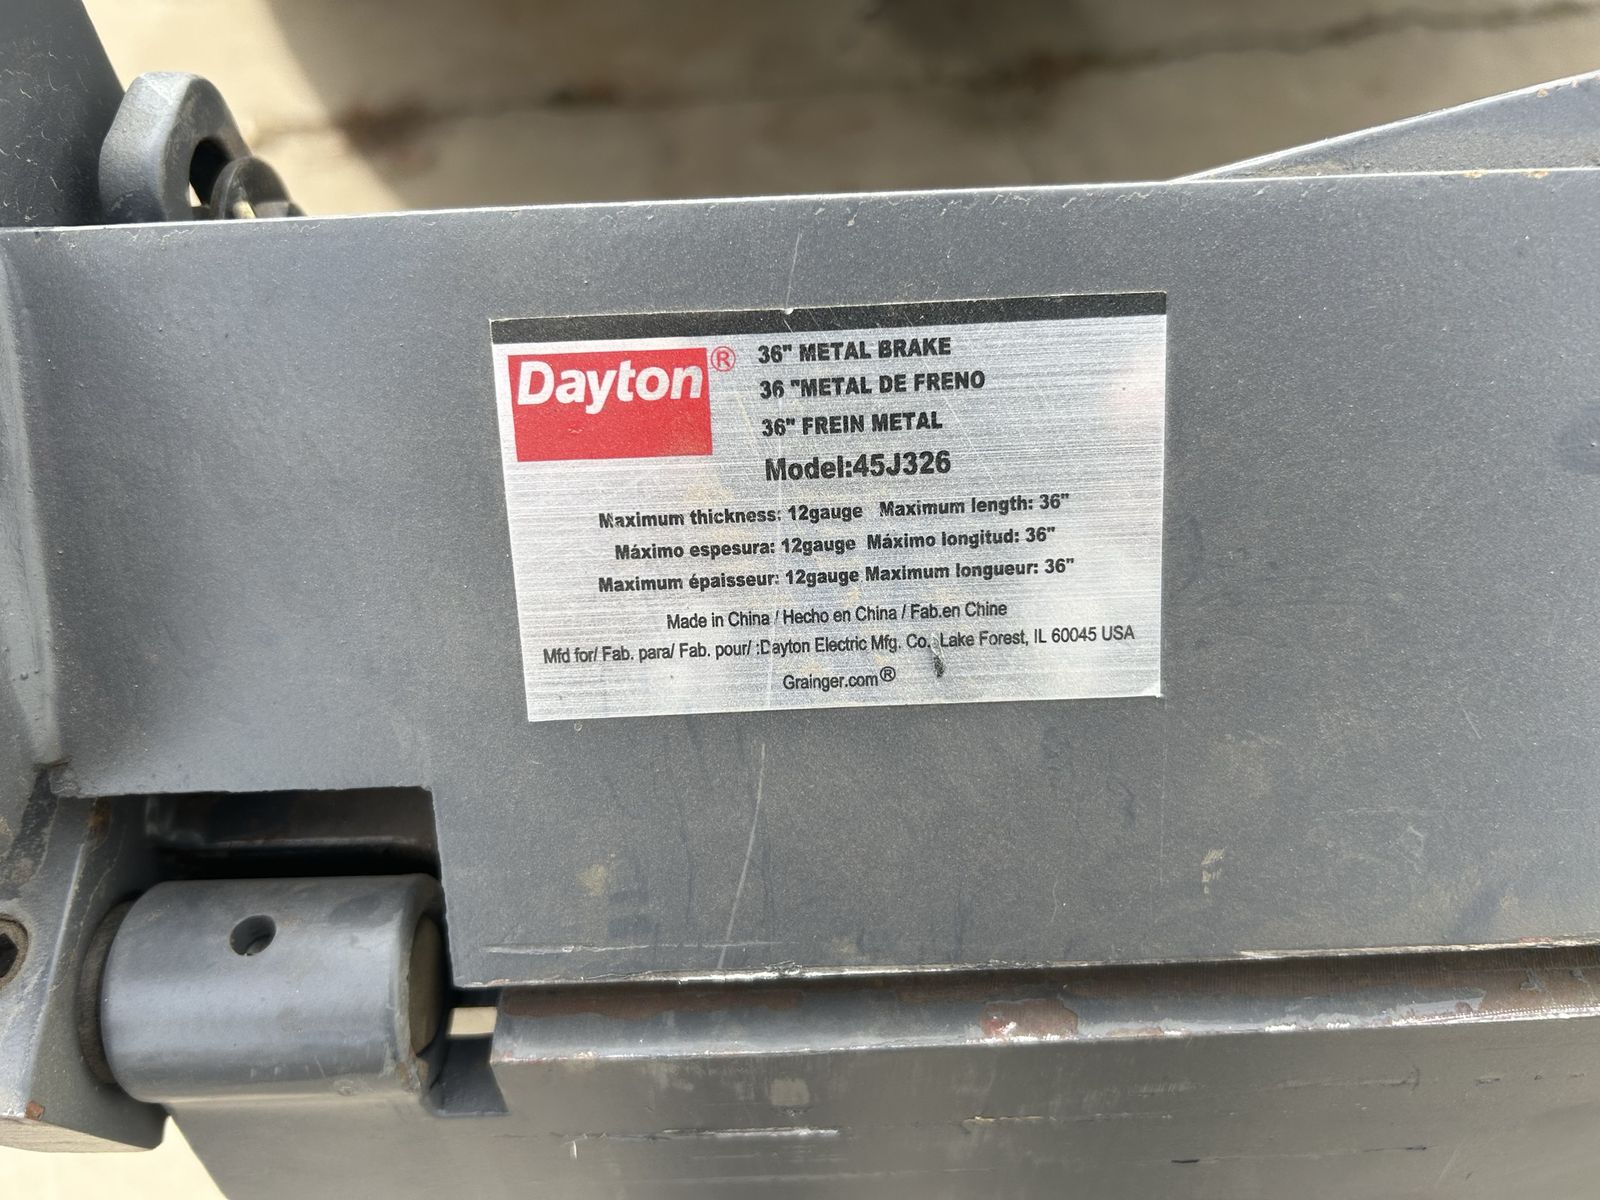 Dayton®
36" METAL BRAKE
36 "METAL DE FRENO
36" FREIN METAL
Model:45J326
Maximum thickness: 12gauge Maximum length: 36"
Máximo espesura: 12gauge Máximo longitud: 36"
Maximum épaisseur: 12gauge Maximum longueur: 36"
Made in China / Hecho en China / Fab.en Chine
Mfd for/ Fab. para/ Fab. pour/ :Dayton Electric Mfg. Co. Lake Forest, IL 60045 USA
Grainger.com®